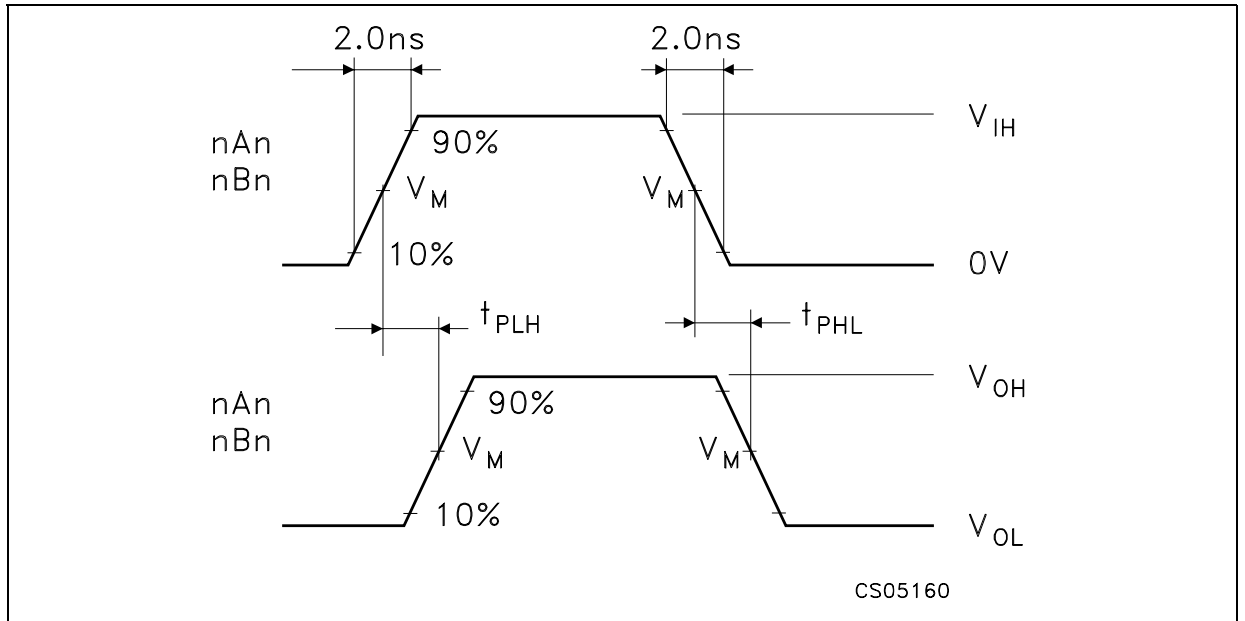 2.0ns 2.0ns
nAn
nBn
90%
V_M V_M
10%
V_IH
0V
t_PLH t_PHL
nAn
nBn
90%
V_M V_M
10%
V_OH
V_OL
CS05160